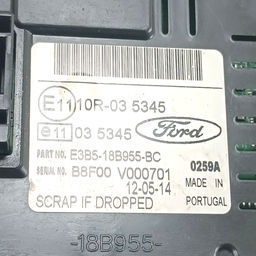 E11 10R-03 5345
e11 03 5345
Ford
PART NO. E3B5-18B955-BC
SERIAL NO. B8F00 V000701
0259A
12-05-14
MADE IN
PORTUGAL
SCRAP IF DROPPED
-18B955-